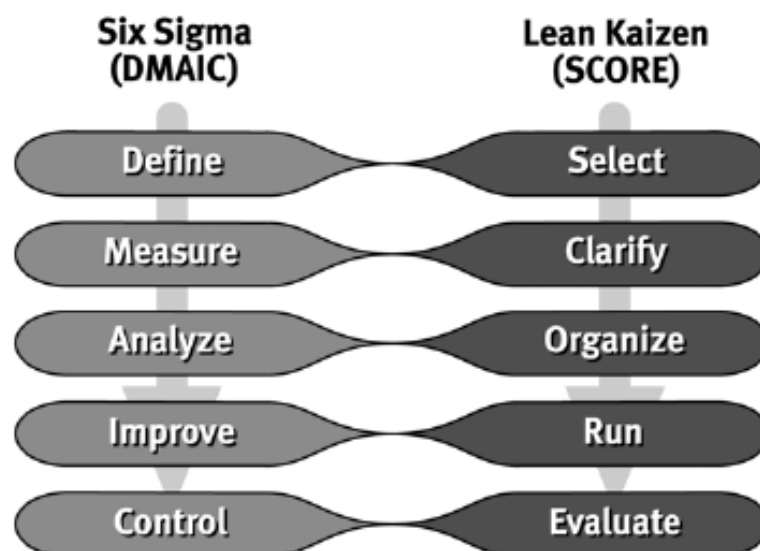 Six Sigma
(DMAIC)
Lean Kaizen
(SCORE)
Define
Select
Measure
Clarify
Analyze
Organize
Improve
Run
Control
Evaluate